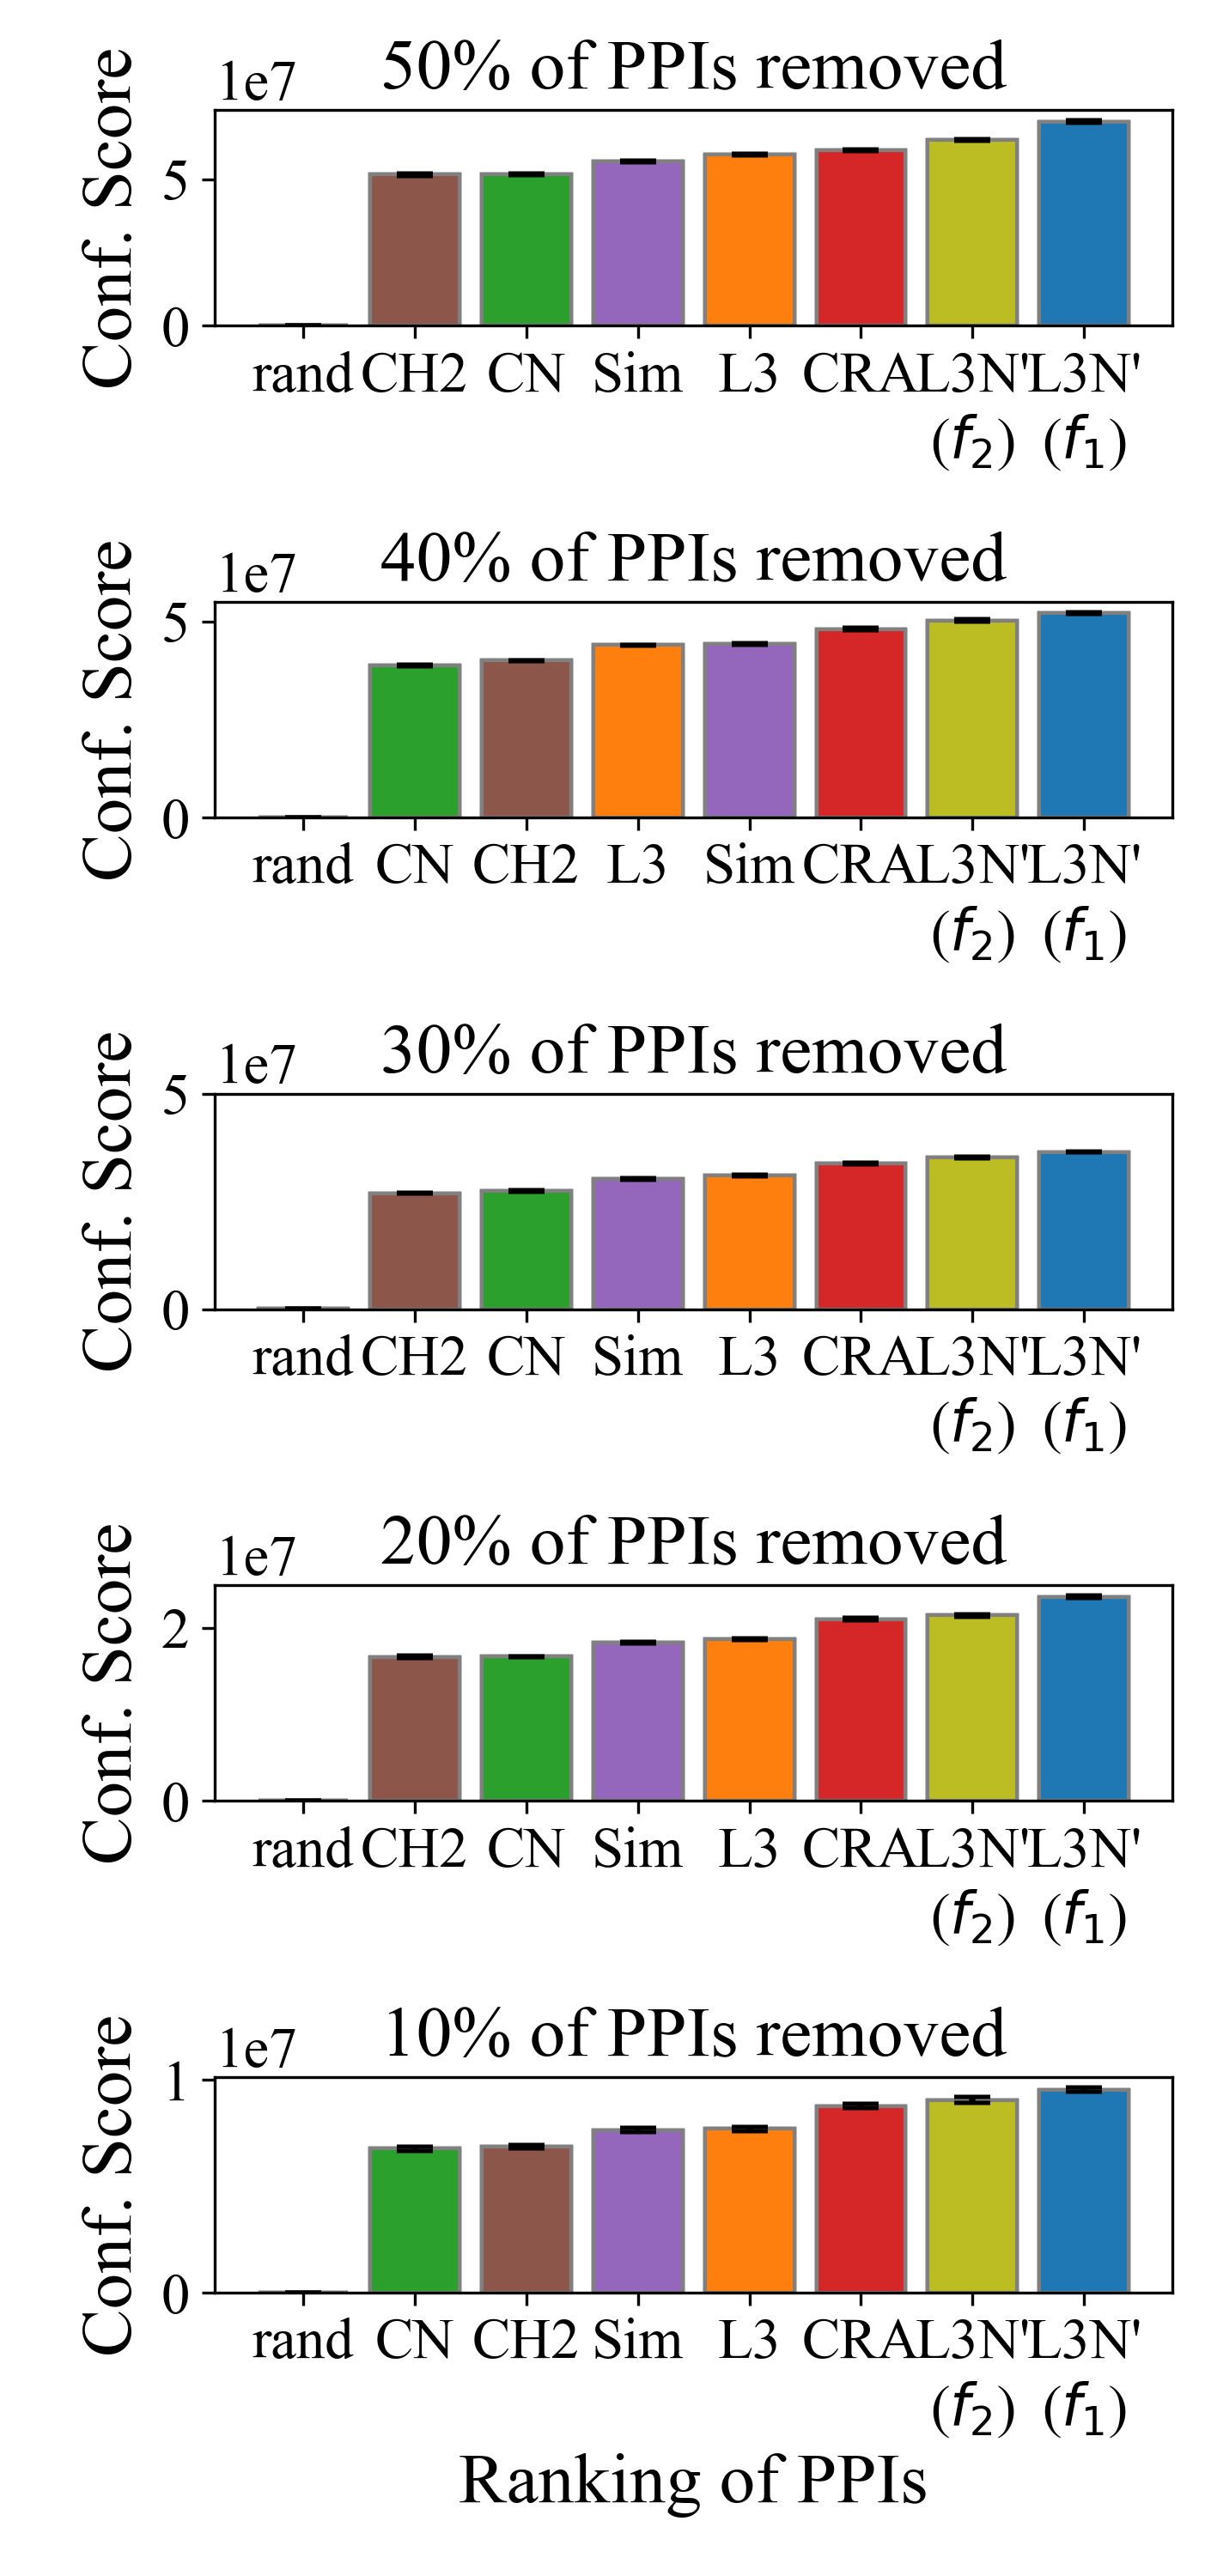 50% of PPIs removed
1e7
Conf. Score
5
0
rand CH2 CN Sim L3 CRA L3N' L3N'
(f2) (f1)
40% of PPIs removed
1e7
Conf. Score
5
0
rand CN CH2 L3 Sim CRA L3N' L3N'
(f2) (f1)
30% of PPIs removed
1e7
Conf. Score
5
0
rand CH2 CN Sim L3 CRA L3N' L3N'
(f2) (f1)
20% of PPIs removed
1e7
Conf. Score
2
0
rand CH2 CN Sim L3 CRA L3N' L3N'
(f2) (f1)
10% of PPIs removed
1e7
Conf. Score
1
0
rand CN CH2 Sim L3 CRA L3N' L3N'
(f2) (f1)
Ranking of PPIs